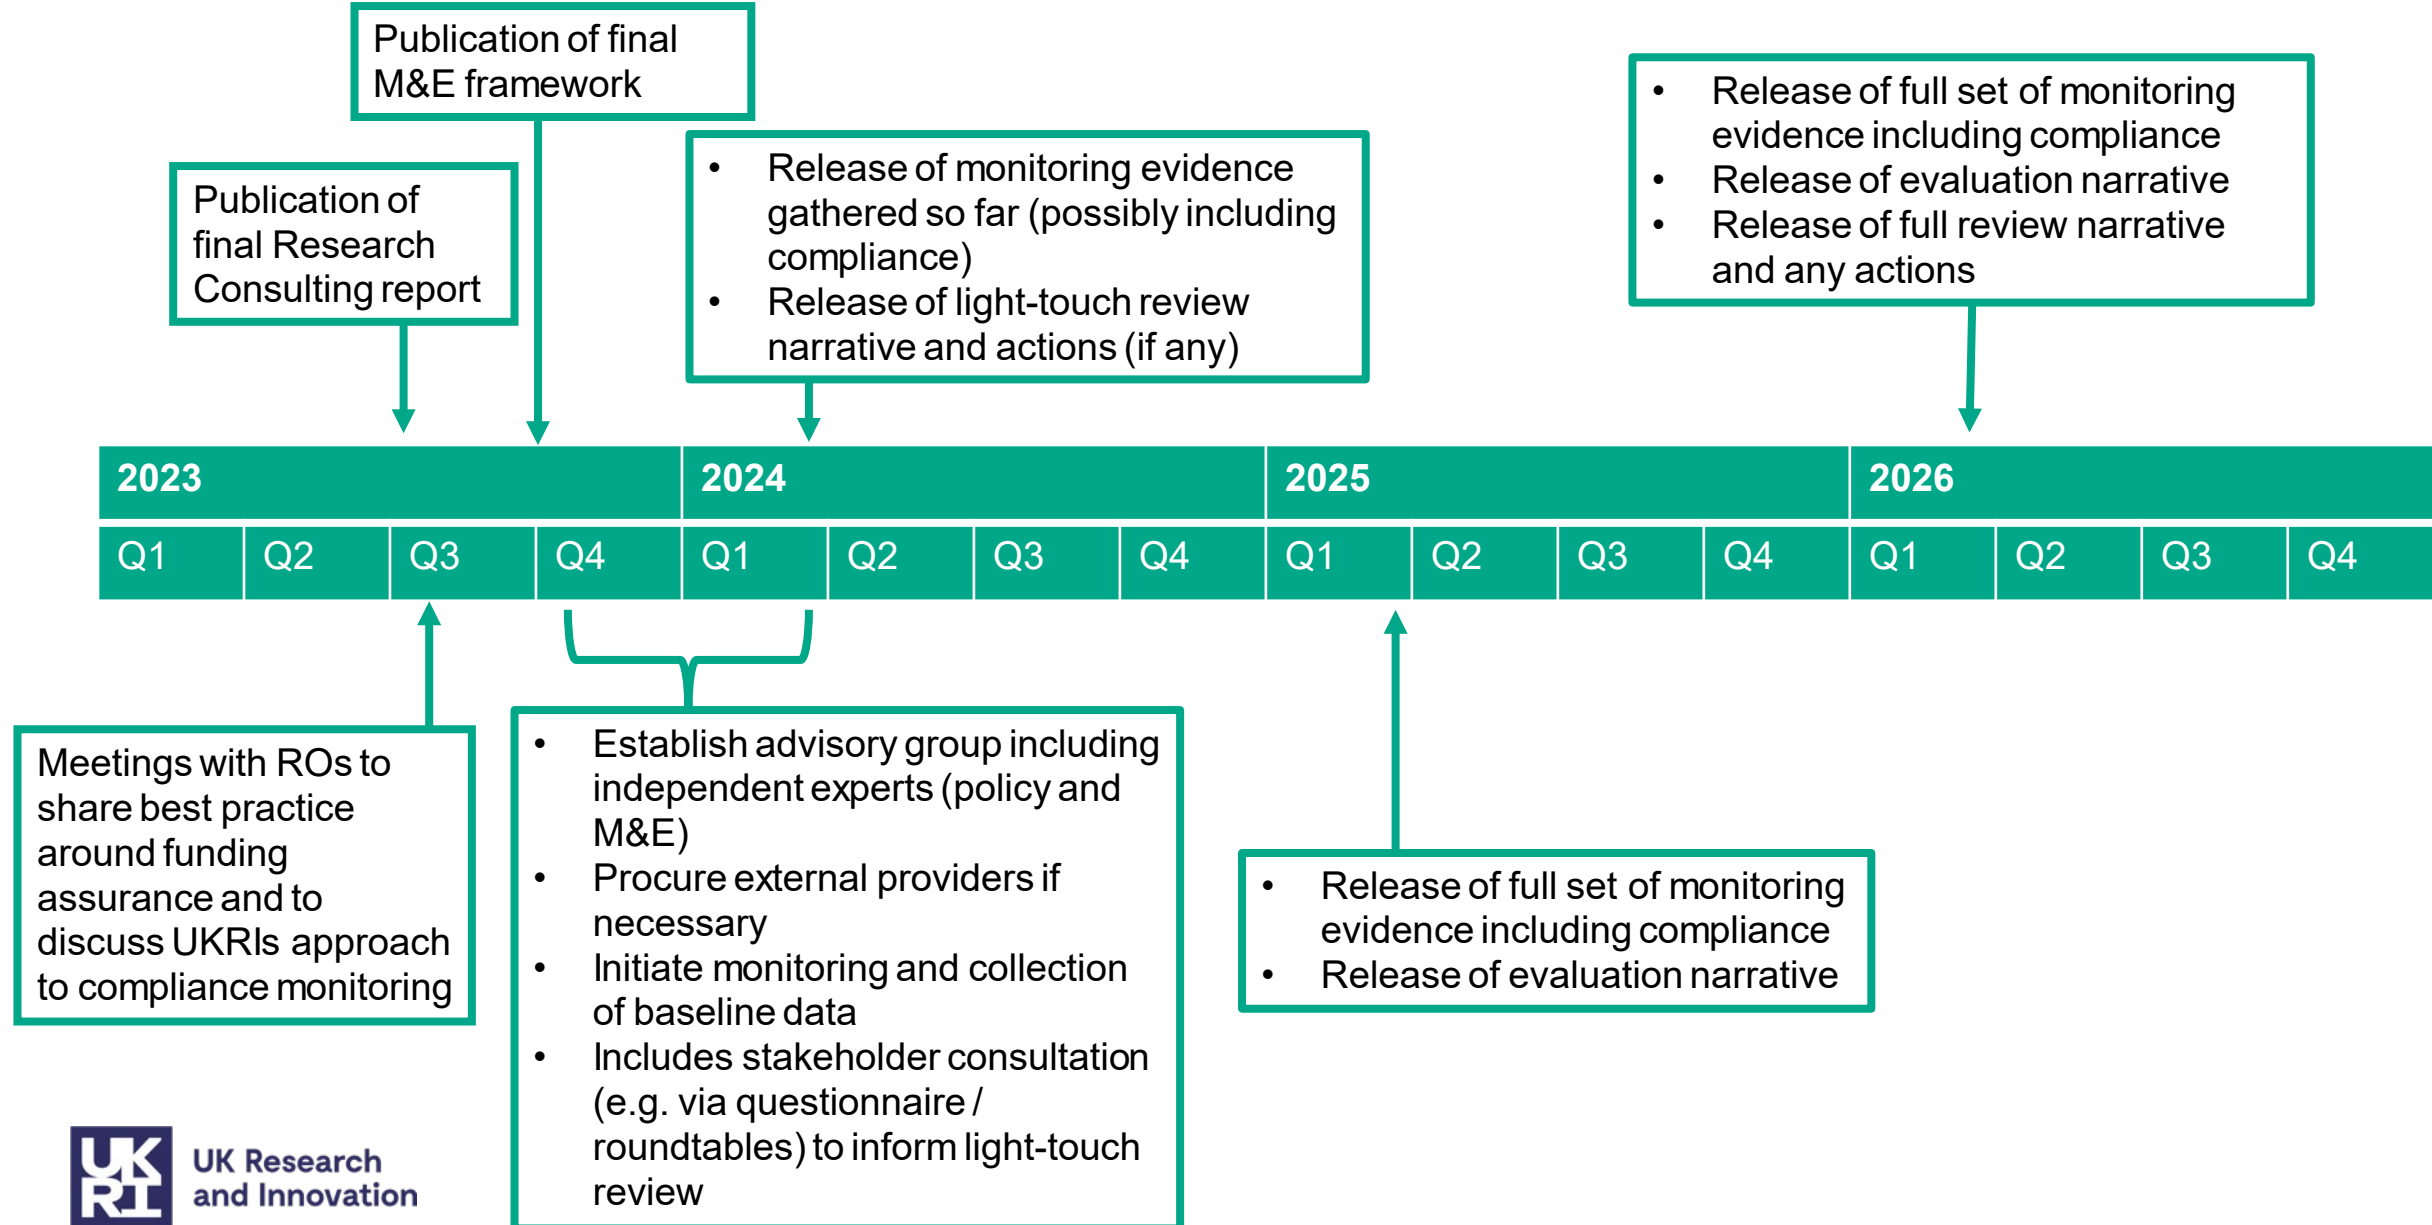 Publication of final
M&E framework
Publication of
final Research
Consulting report
• Release of monitoring evidence
gathered so far (possibly including
compliance)
• Release of light-touch review
narrative and actions (if any)
• Release of full set of monitoring
evidence including compliance
• Release of evaluation narrative
• Release of full review narrative
and any actions
2023 2024 2025 2026
Q1 Q2 Q3 Q4 Q1 Q2 Q3 Q4 Q1 Q2 Q3 Q4 Q1 Q2 Q3 Q4
Meetings with ROs to
share best practice
around funding
assurance and to
discuss UKRIs approach
to compliance monitoring
• Establish advisory group including
independent experts (policy and
M&E)
• Procure external providers if
necessary
• Initiate monitoring and collection
of baseline data
• Includes stakeholder consultation
(e.g. via questionnaire /
roundtables) to inform light-touch
review
• Release of full set of monitoring
evidence including compliance
• Release of evaluation narrative
UK
RI
UK Research
and Innovation